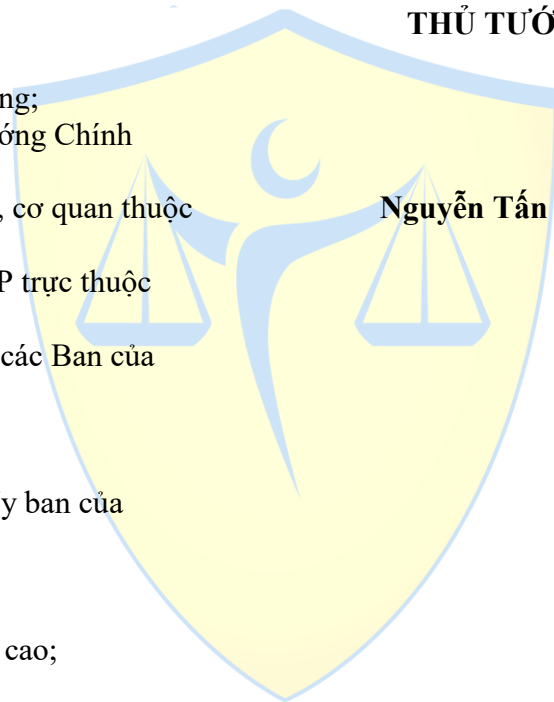 THỦ TƯỚ
ng;
ớng Chính
, cơ quan thuộc
Nguyễn Tấn
P trực thuộc
các Ban của
y ban của
cao;